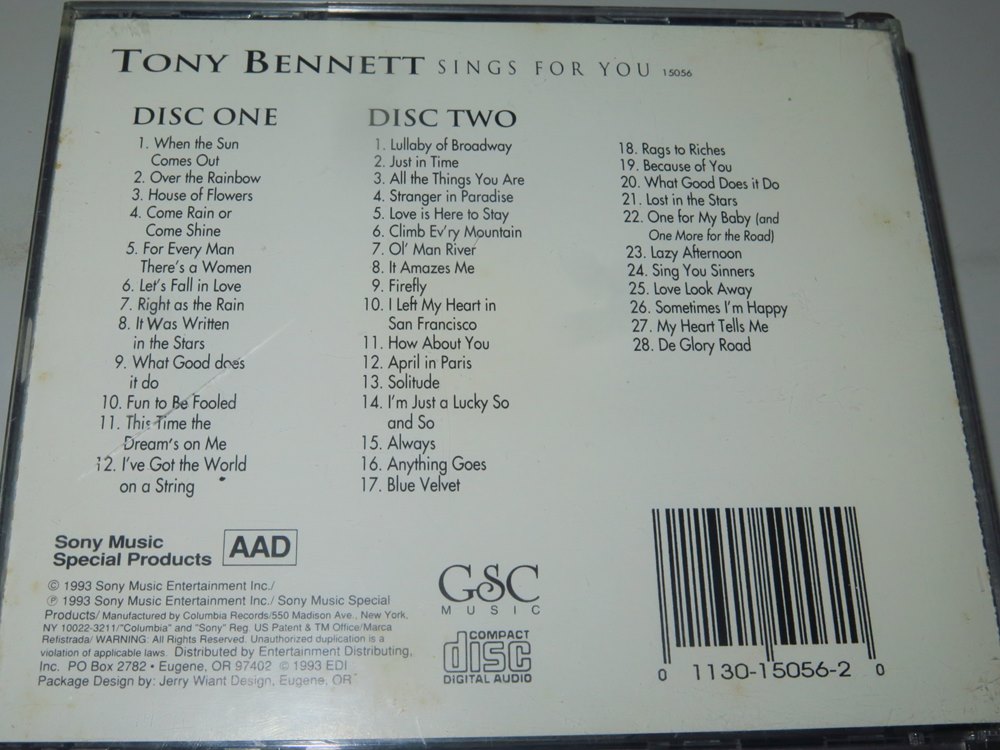 TONY BENNETT SINGS FOR YOU 15056
DISC ONE
1. When the Sun
Comes Out
2. Over the Rainbow
3. House of Flowers
4. Come Rain or
Come Shine
5. For Every Man
There's a Women
6. Let's Fall in Love
7. Right as the Rain
8. It Was Written
in the Stars
9. What Good does
it do
10. Fun to Be Fooled
11. This Time the
Dream's on Me
12. I've Got the World
on a String
DISC TWO
1. Lullaby of Broadway
2. Just in Time
3. All the Things You Are
4. Stranger in Paradise
5. Love is Here to Stay
6. Climb Ev'ry Mountain
7. Ol' Man River
8. It Amazes Me
9. Firefly
10. I Left My Heart in
San Francisco
11. How About You
12. April in Paris
13. Solitude
14. I'm Just a Lucky So
and So
15. Always
16. Anything Goes
17. Blue Velvet
18. Rags to Riches
19. Because of You
20. What Good Does it Do
21. Lost in the Stars
22. One for My Baby (and
One More for the Road)
23. Lazy Afternoon
24. Sing You Sinners
25. Love Look Away
26. Sometimes I'm Happy
27. My Heart Tells Me
28. De Glory Road
Sony Music
Special Products
AAD
© 1993 Sony Music Entertainment Inc./
℗ 1993 Sony Music Entertainment Inc./ Sony Music Special
Products/ Manufactured by Columbia Records/550 Madison Ave., New York,
NY 10022-3211/"Columbia" and "Sony" Reg. US Patent & TM Office/Marca
Refistrada/ WARNING: All Rights Reserved. Unauthorized duplication is a
violation of applicable laws. Distributed by Entertainment Distributing,
Inc. PO Box 2782 • Eugene, OR 97402 © 1993 EDI
Package Design by: Jerry Wiant Design, Eugene, OR
GSC
MUSIC
COMPACT
disc
DIGITAL AUDIO
0 1130-15056-2 0